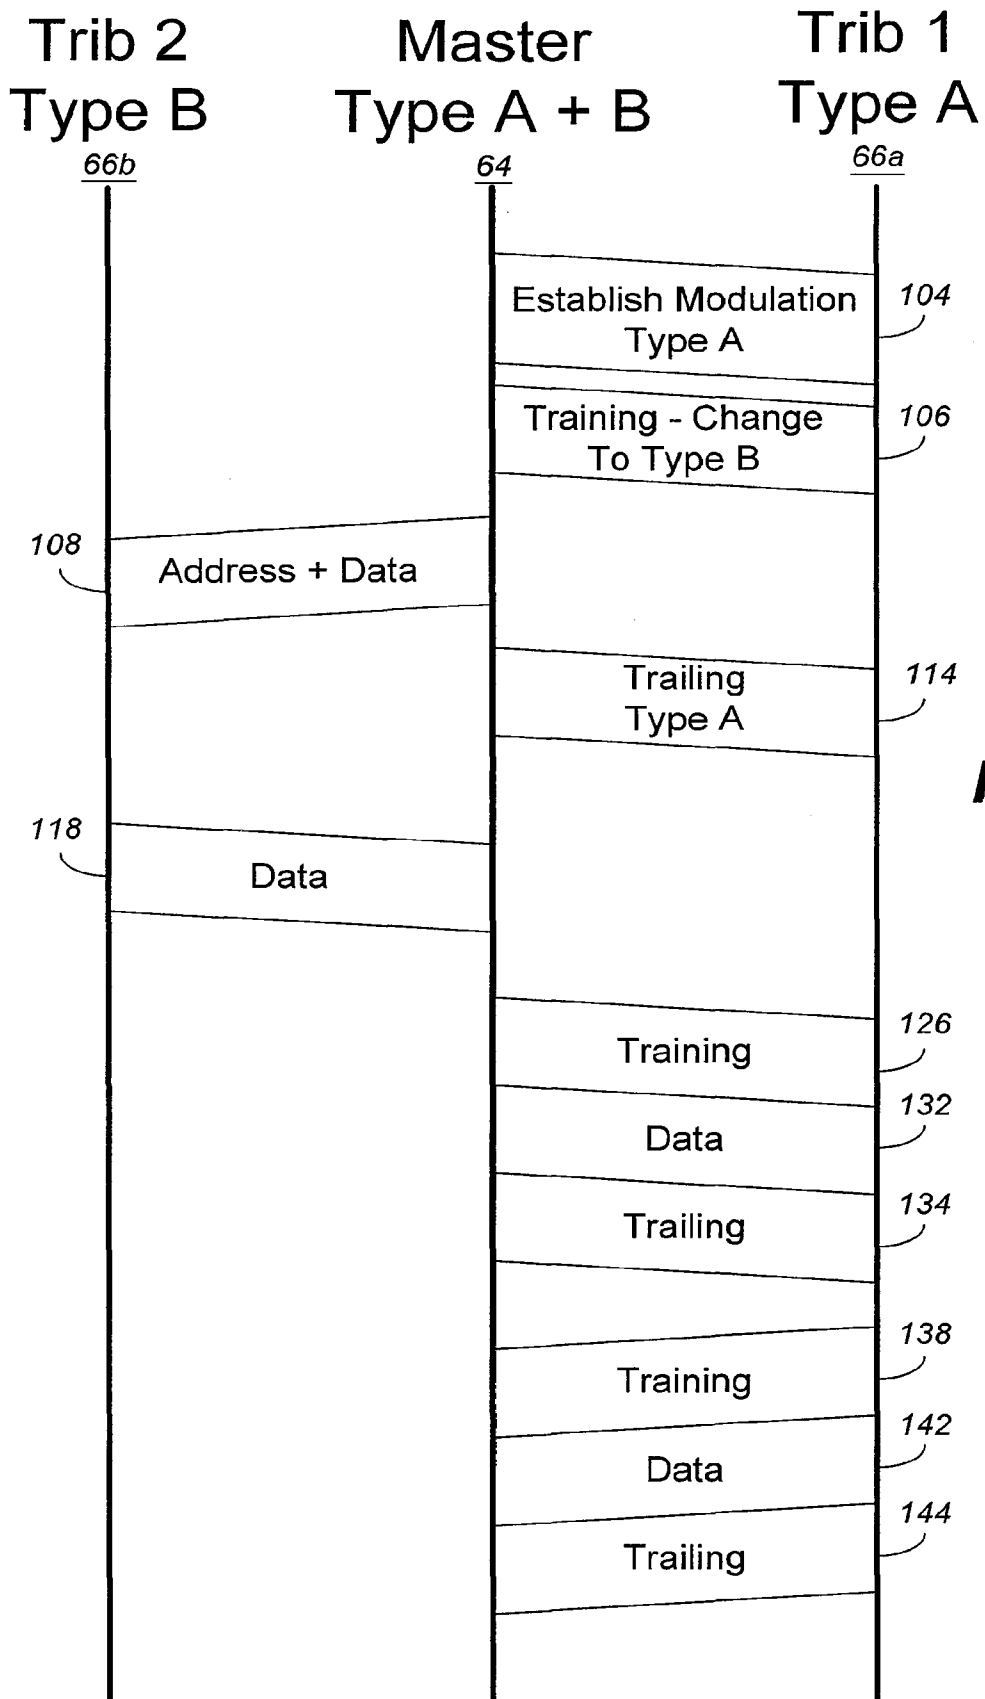 Trib 2
Type B
66b
Master
Type A + B
64
Trib 1
Type A
66a
Establish Modulation
Type A
104
Training - Change
To Type B
106
108
Address + Data
Trailing
Type A
114
118
Data
Training
126
Data
132
Trailing
134
Training
138
Data
142
Trailing
144